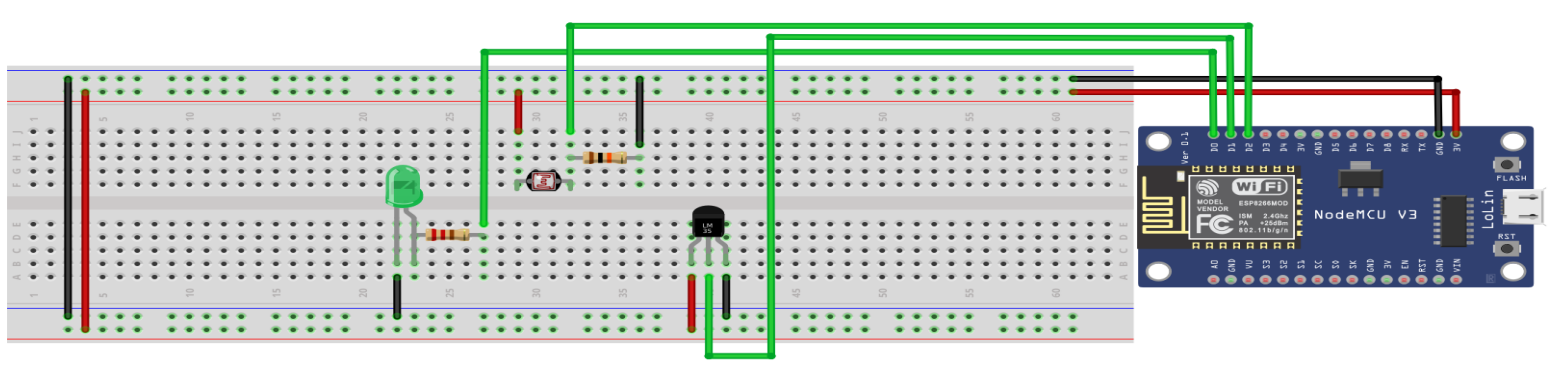 1 5 10 15 20 25 30 35 40 45 50 55 60
J
I
H
G
F
E
D
C
B
A
J
I
H
G
F
E
D
C
B
A
1 5 10 15 20 25 30 35 40 45 50 55 60
LM
35
Ver 0.1
D0 D1 D2 D3 D4 3V GND D5 D6 D7 D8 RX TX GND 3V
FLASH
WiFi
MODEL
VENDOR
ESP8266MOD
FC
ISM 2.4Ghz
PA +25dBm
802.11b/g/n
NodeMCU V3
LoLin
RST
A0 GND VU S3 S2 S1 SC S0 SK GND 3V EN RST GND VIN